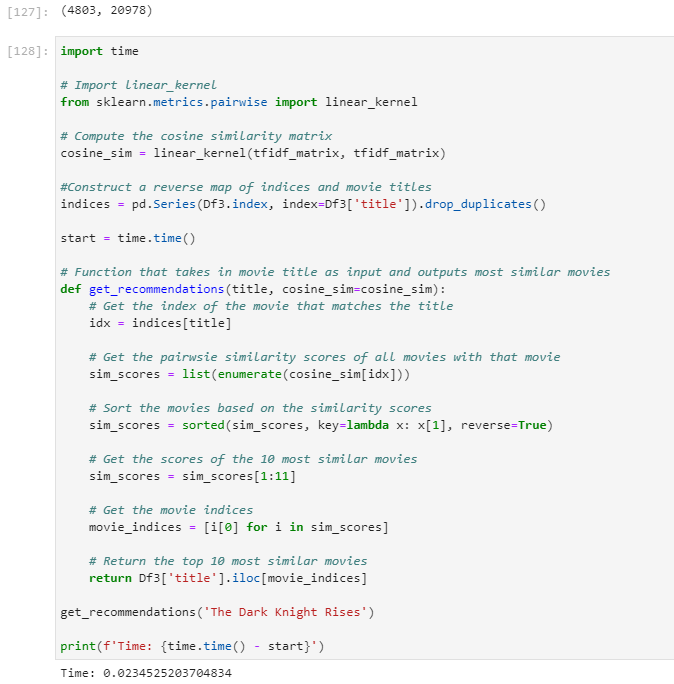 [127]: (4803, 20978)
[128]: import time
# Import linear_kernel
from sklearn.metrics.pairwise import linear_kernel
# Compute the cosine similarity matrix
cosine_sim = linear_kernel(tfidf_matrix, tfidf_matrix)
#Construct a reverse map of indices and movie titles
indices = pd.Series(Df3.index, index=Df3['title']).drop_duplicates()
start = time.time()
# Function that takes in movie title as input and outputs most similar movies
def get_recommendations(title, cosine_sim=cosine_sim):
    # Get the index of the movie that matches the title
    idx = indices[title]
    # Get the pairwsie similarity scores of all movies with that movie
    sim_scores = list(enumerate(cosine_sim[idx]))
    # Sort the movies based on the similarity scores
    sim_scores = sorted(sim_scores, key=lambda x: x[1], reverse=True)
    # Get the scores of the 10 most similar movies
    sim_scores = sim_scores[1:11]
    # Get the movie indices
    movie_indices = [i[0] for i in sim_scores]
    # Return the top 10 most similar movies
    return Df3['title'].iloc[movie_indices]
get_recommendations('The Dark Knight Rises')
print(f'Time: {time.time() - start}')
Time: 0.0234525203704834